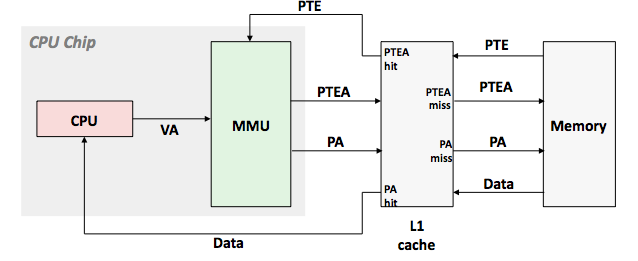 PTE
CPU Chip
PTEA
hit
PTE
PTEA
PTEA
miss
PTEA
CPU
VA
MMU
Memory
PA
PA
miss
PA
PA
hit
Data
L1
cache
Data